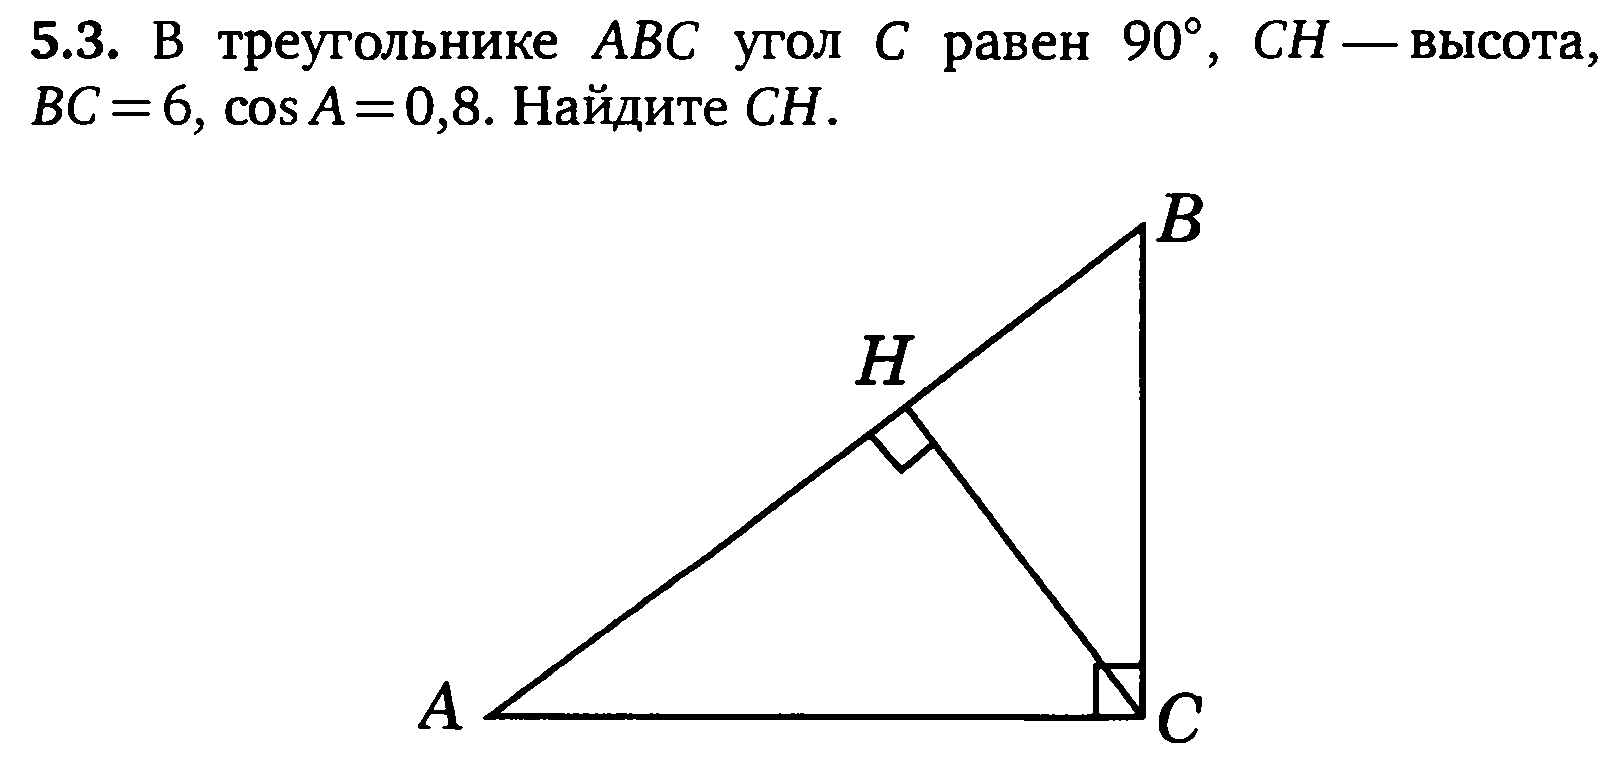 5.3. В треугольнике ABC угол C равен 90°, CH — высота,
BC = 6, cos A = 0,8. Найдите CH.
B
H
A
C